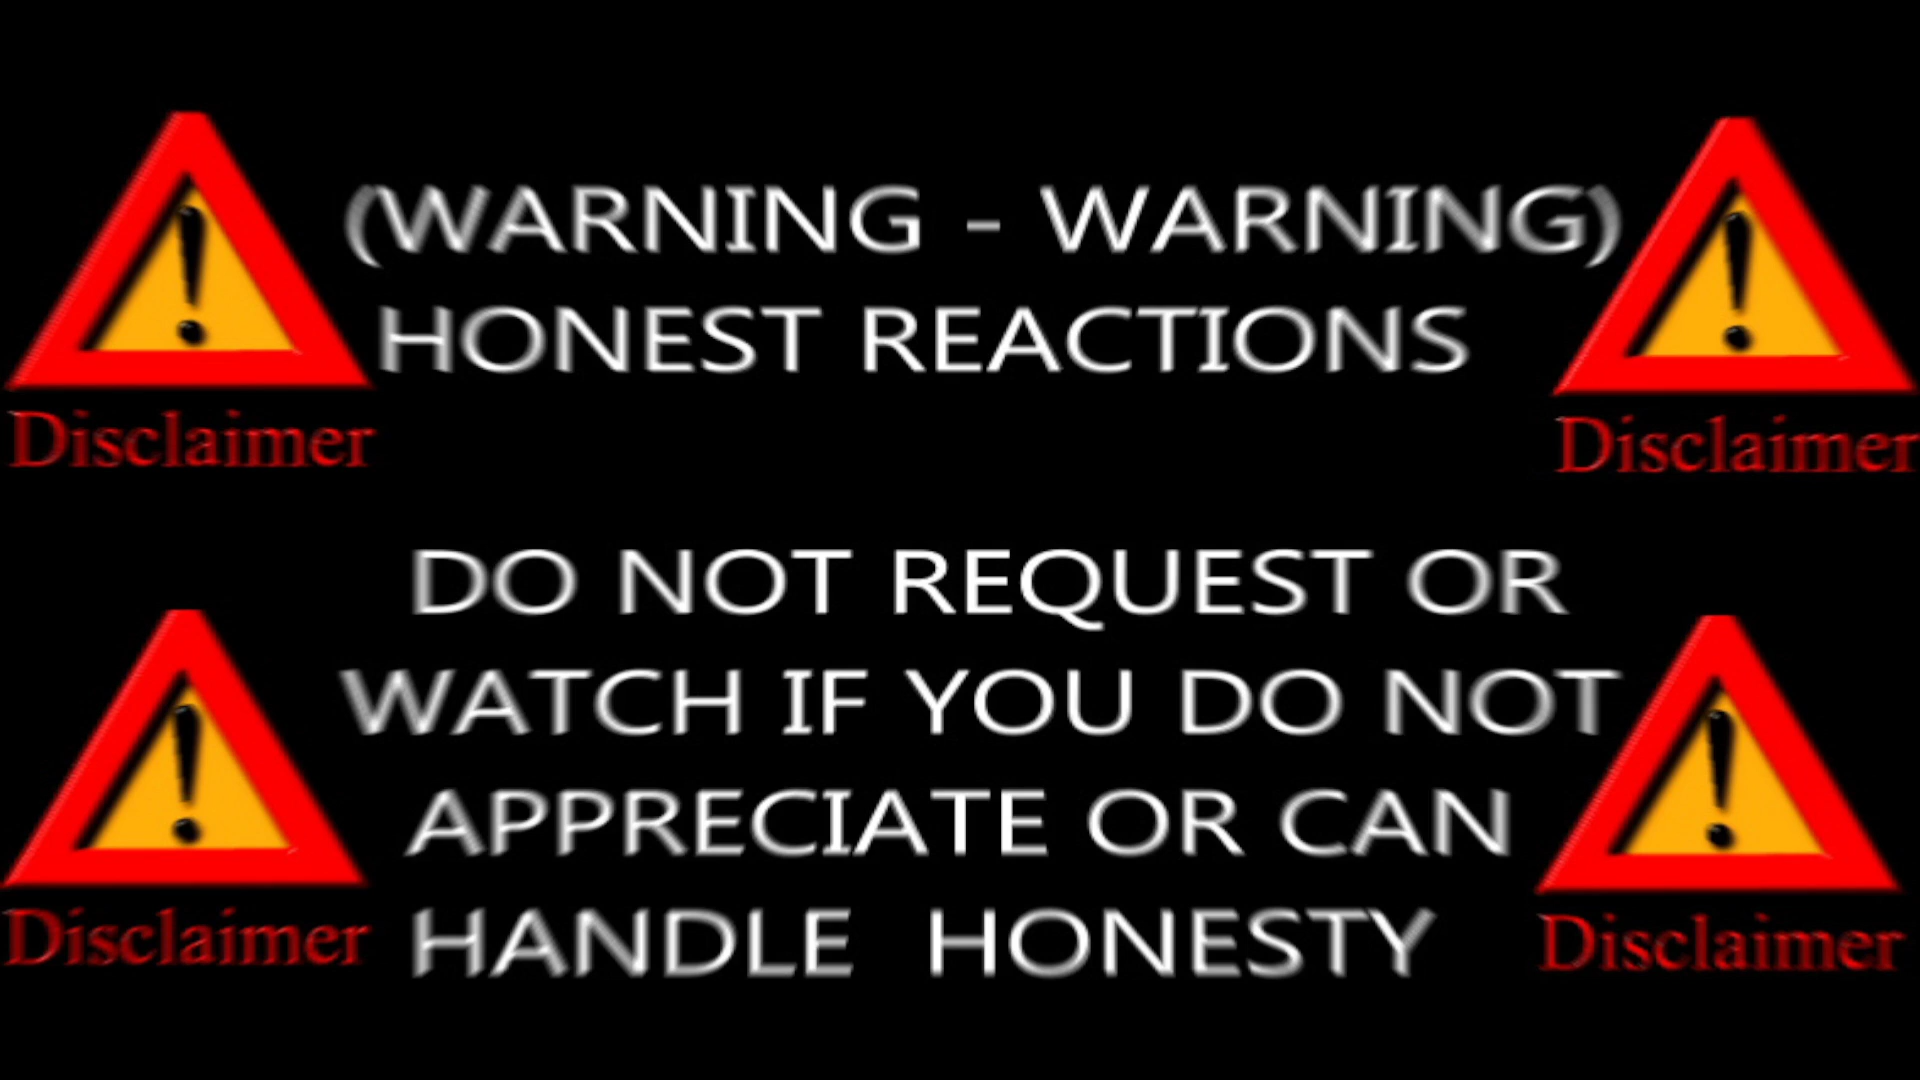 (WARNING - WARNING)
HONEST REACTIONS
Disclaimer
Disclaimer
DO NOT REQUEST OR
WATCH IF YOU DO NOT
APPRECIATE OR CAN
HANDLE HONESTY
Disclaimer
Disclaimer